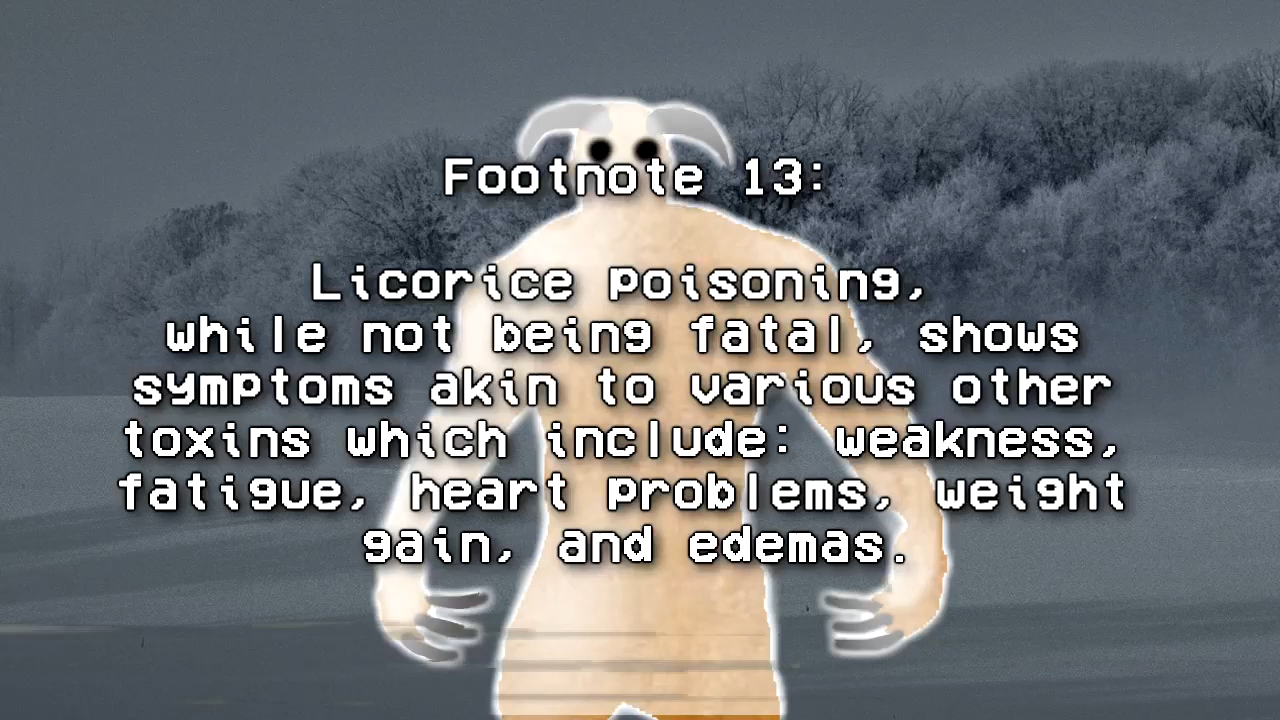 Footnote 13:
Licorice poisoning,
while not being fatal, shows
symptoms akin to various other
toxins which include: weakness,
fatigue, heart problems, weight
gain, and edemas.